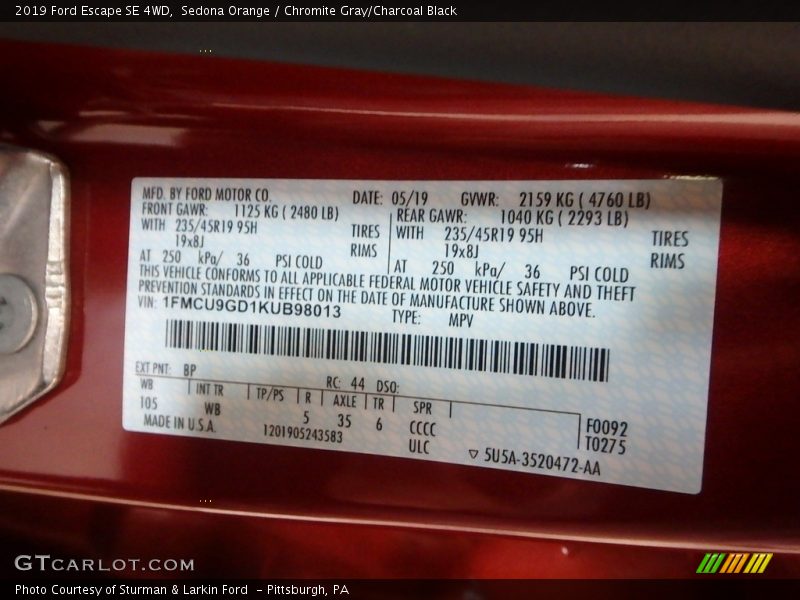 2019 Ford Escape SE 4WD, Sedona Orange / Chromite Gray/Charcoal Black
MFD. BY FORD MOTOR CO. DATE: 05/19 GVWR: 2159 KG ( 4760 LB)
FRONT GAWR: 1125 KG ( 2480 LB) REAR GAWR: 1040 KG ( 2293 LB)
WITH 235/45R19 95H TIRES WITH 235/45R19 95H TIRES
19x8J RIMS 19x8J RIMS
AT 250 kPa/ 36 PSI COLD AT 250 kPa/ 36 PSI COLD
THIS VEHICLE CONFORMS TO ALL APPLICABLE FEDERAL MOTOR VEHICLE SAFETY AND THEFT
PREVENTION STANDARDS IN EFFECT ON THE DATE OF MANUFACTURE SHOWN ABOVE.
VIN: 1FMCU9GD1KUB98013 TYPE: MPV
EXT PNT: BP RC: 44 DSO:
WB INT TR TP/PS R AXLE TR SPR
105 WB 5 35 6 CCCC F0092
MADE IN U.S.A. 1201905243583 ULC T0275
5U5A-3520472-AA
GTCARLOT.COM
Photo Courtesy of Sturman & Larkin Ford - Pittsburgh, PA